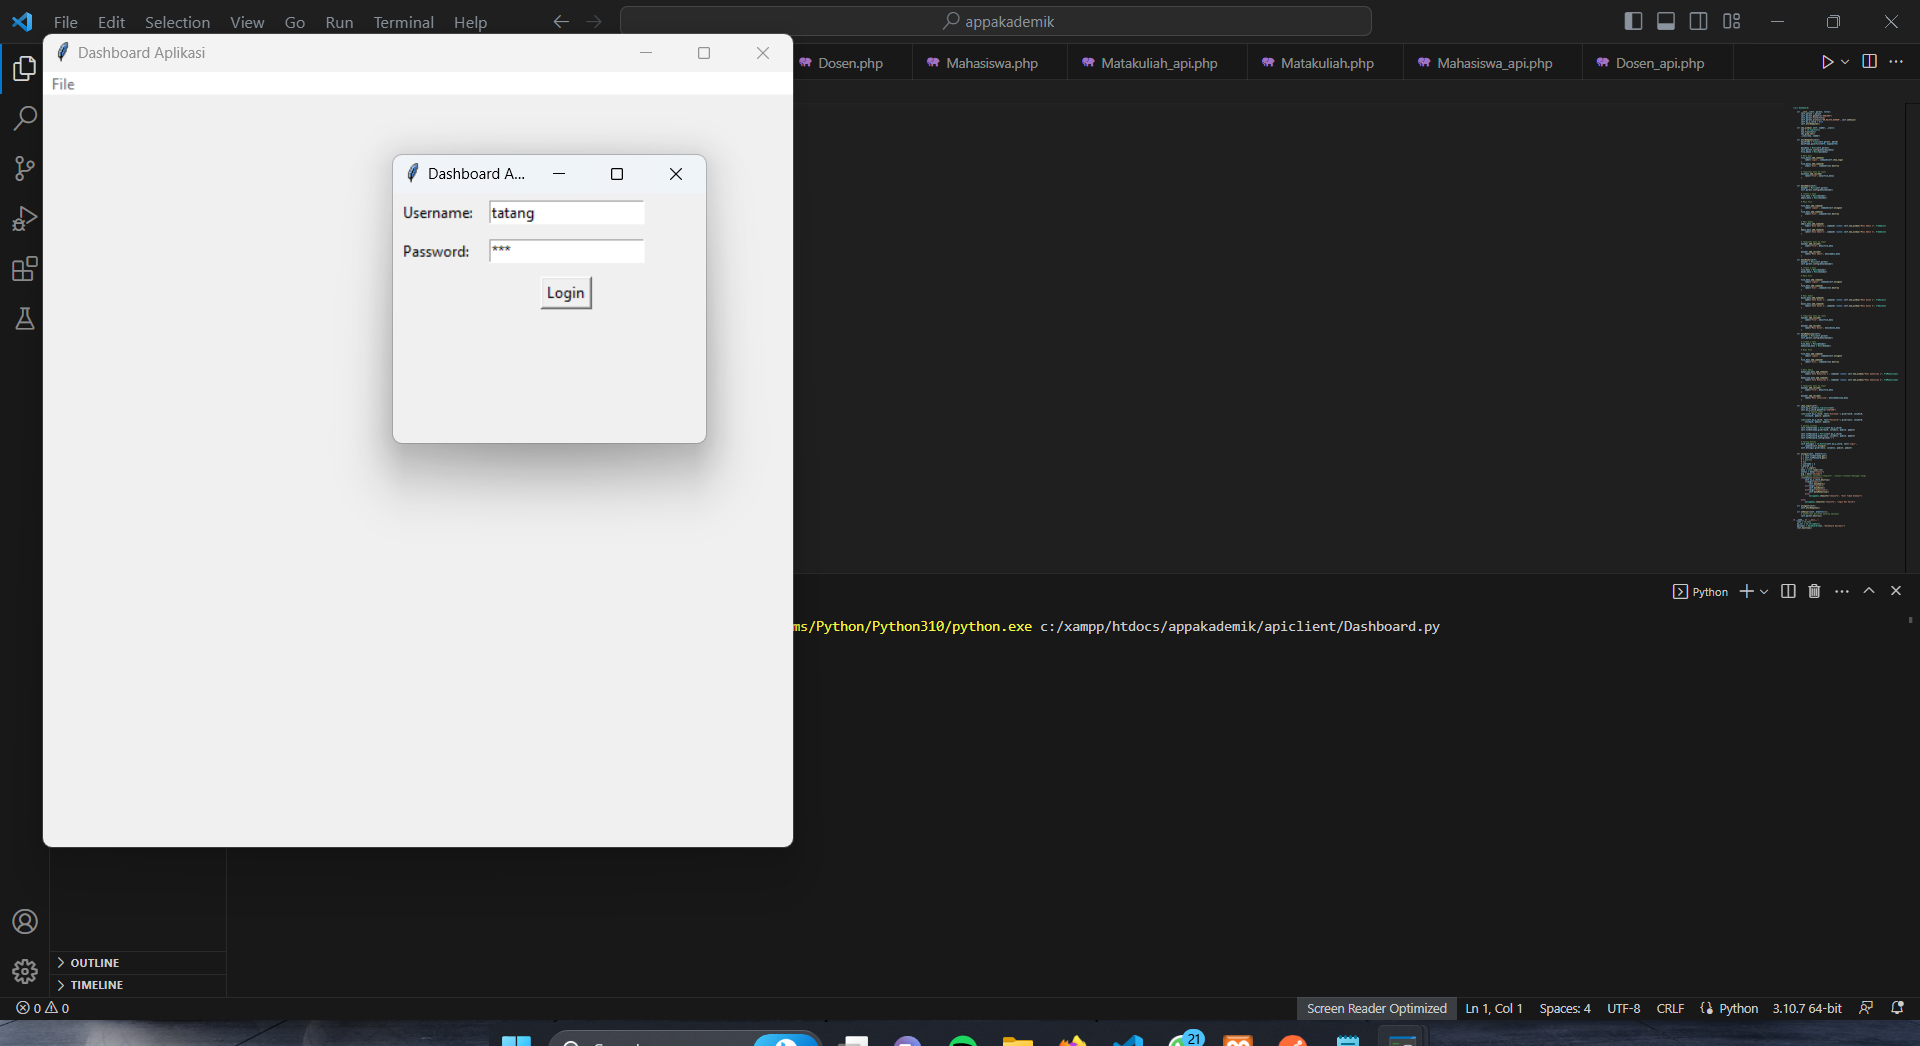 File Edit Selection View Go Run Terminal Help
appakademik
Dashboard Aplikasi
File
Dosen.php
Mahasiswa.php
Matakuliah_api.php
Matakuliah.php
Mahasiswa_api.php
Dosen_api.php
Dashboard A...
Username: tatang
Password: ***
Login
Python
ms/Python/Python310/python.exe c:/xampp/htdocs/appakademik/apiclient/Dashboard.py
OUTLINE
TIMELINE
0 0
Screen Reader Optimized Ln 1, Col 1 Spaces: 4 UTF-8 CRLF Python 3.10.7 64-bit
21